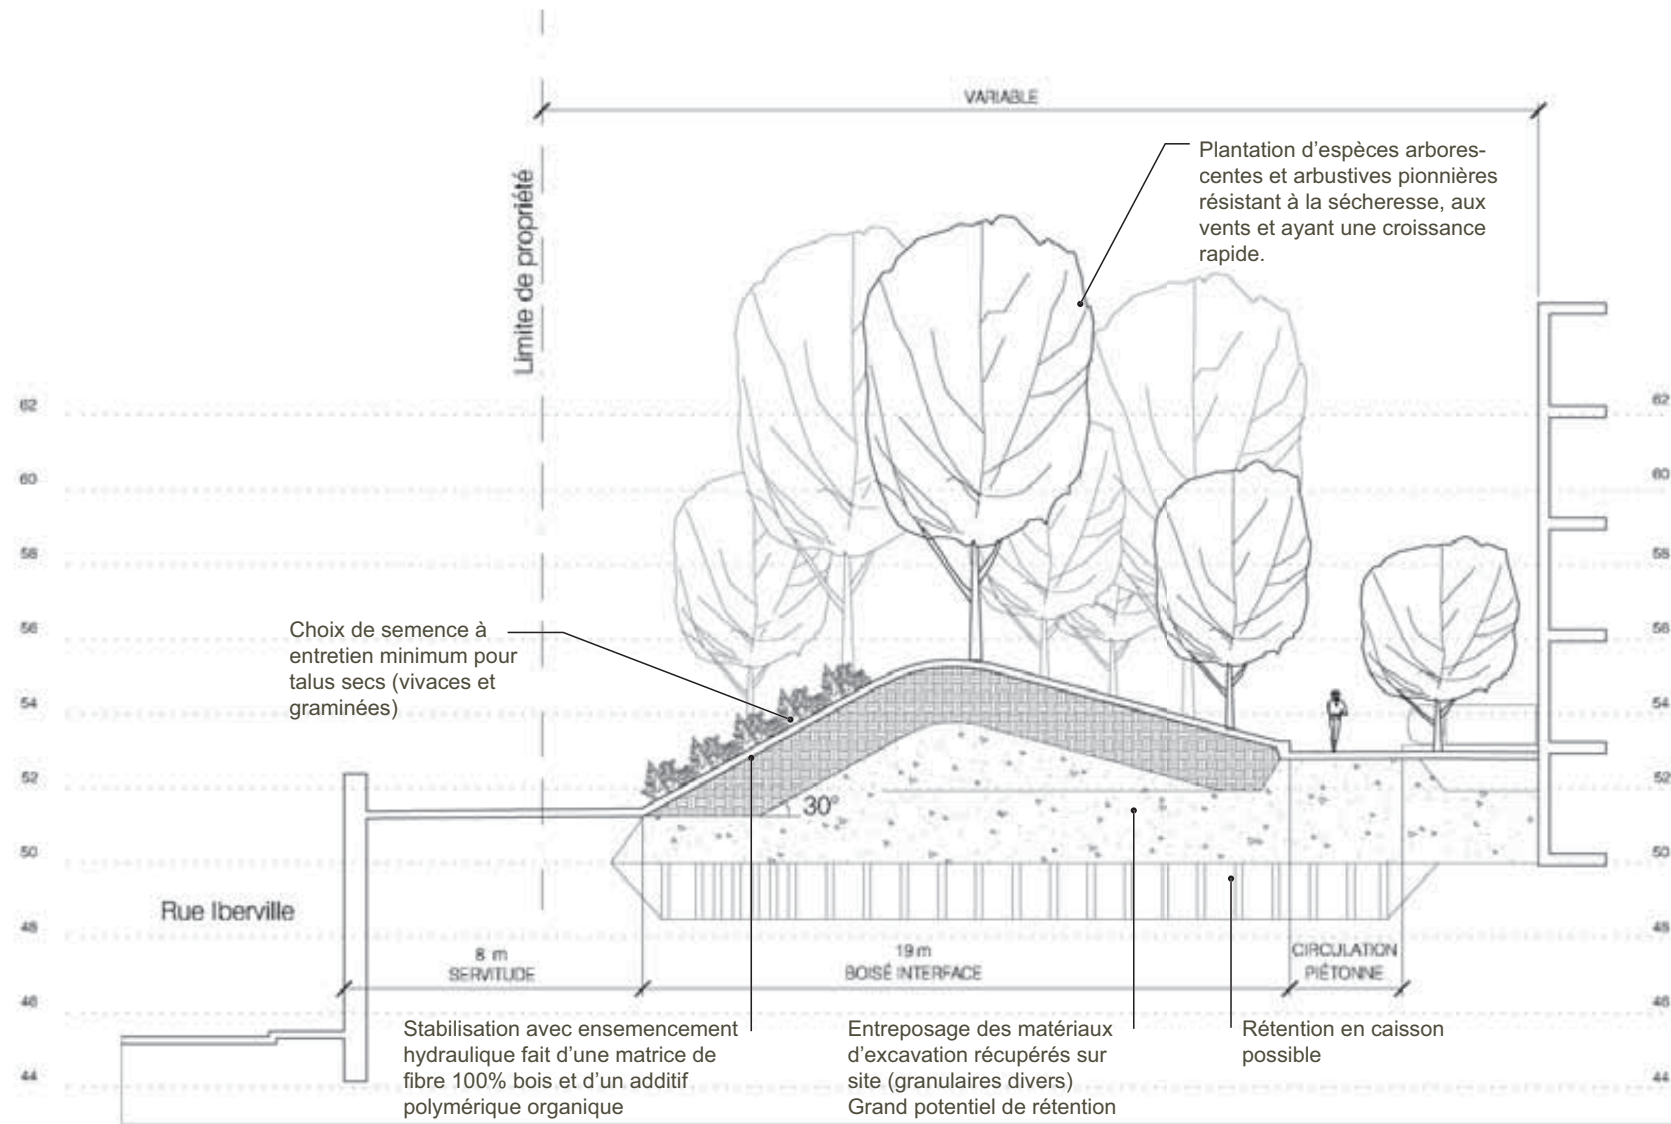 VARIABLE
Limite de propriété
Plantation d'espèces arbores-
centes et arbustives pionnières
résistant à la sécheresse, aux
vents et ayant une croissance
rapide.
62
62
60
60
58
58
56
56
54
54
52
52
50
50
48
48
46
46
44
44
Choix de semence à
entretien minimum pour
talus secs (vivaces et
graminées)
30°
Rue Iberville
8 m
SERVITUDE
19 m
BOISÉ INTERFACE
CIRCULATION
PIÉTONNE
Stabilisation avec ensemencement
hydraulique fait d'une matrice de
fibre 100% bois et d'un additif
polymérique organique
Entreposage des matériaux
d'excavation récupérés sur
site (granulaires divers)
Grand potentiel de rétention
Rétention en caisson
possible